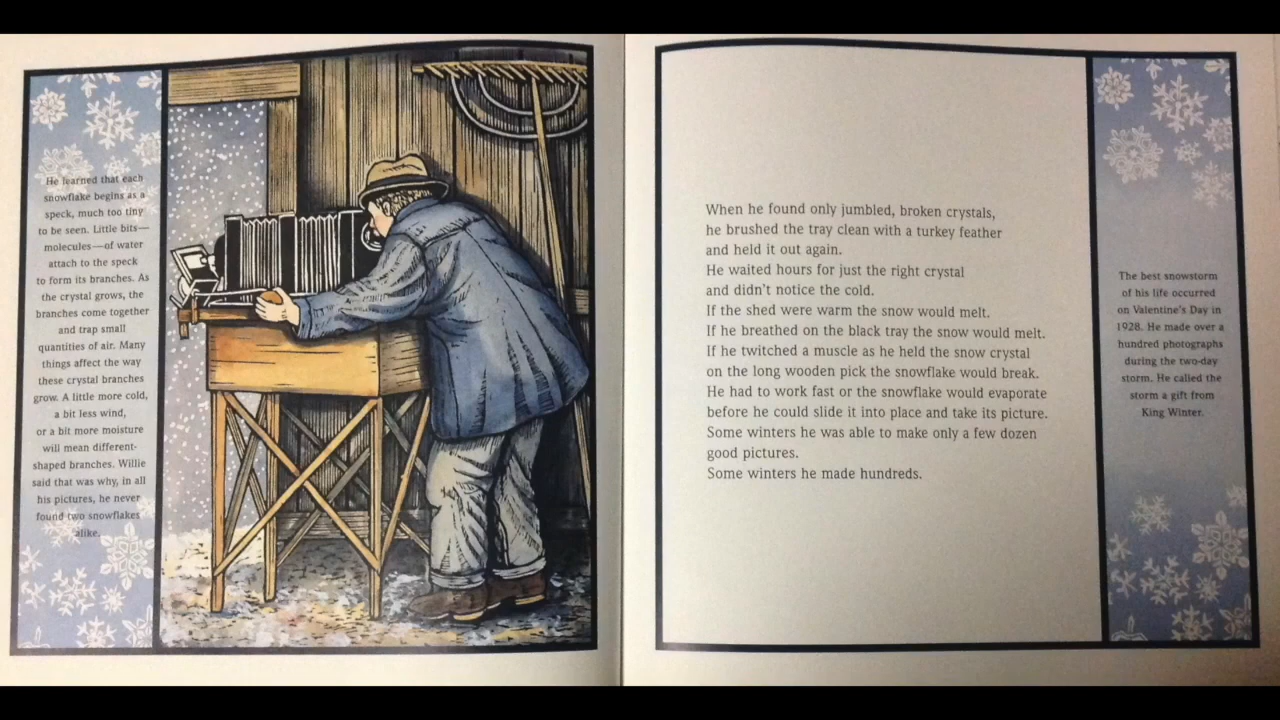 He learned that each
snowflake begins as a
speck, much too tiny
to be seen. Little bits—
molecules—of water
attach to the speck
to form its branches. As
the crystal grows, the
branches come together
and trap small
quantities of air. Many
things affect the way
these crystal branches
grow. A little more cold,
a bit less wind,
or a bit more moisture
will mean different-
shaped branches. Willie
said that was why, in all
his pictures, he never
found two snowflakes
alike.
When he found only jumbled, broken crystals,
he brushed the tray clean with a turkey feather
and held it out again.
He waited hours for just the right crystal
and didn't notice the cold.
If the shed were warm the snow would melt.
If he breathed on the black tray the snow would melt.
If he twitched a muscle as he held the snow crystal
on the long wooden pick the snowflake would break.
He had to work fast or the snowflake would evaporate
before he could slide it into place and take its picture.
Some winters he was able to make only a few dozen
good pictures.
Some winters he made hundreds.
The best snowstorm
of his life occurred
on Valentine's Day in
1928. He made over a
hundred photographs
during the two-day
storm. He called the
storm a gift from
King Winter.